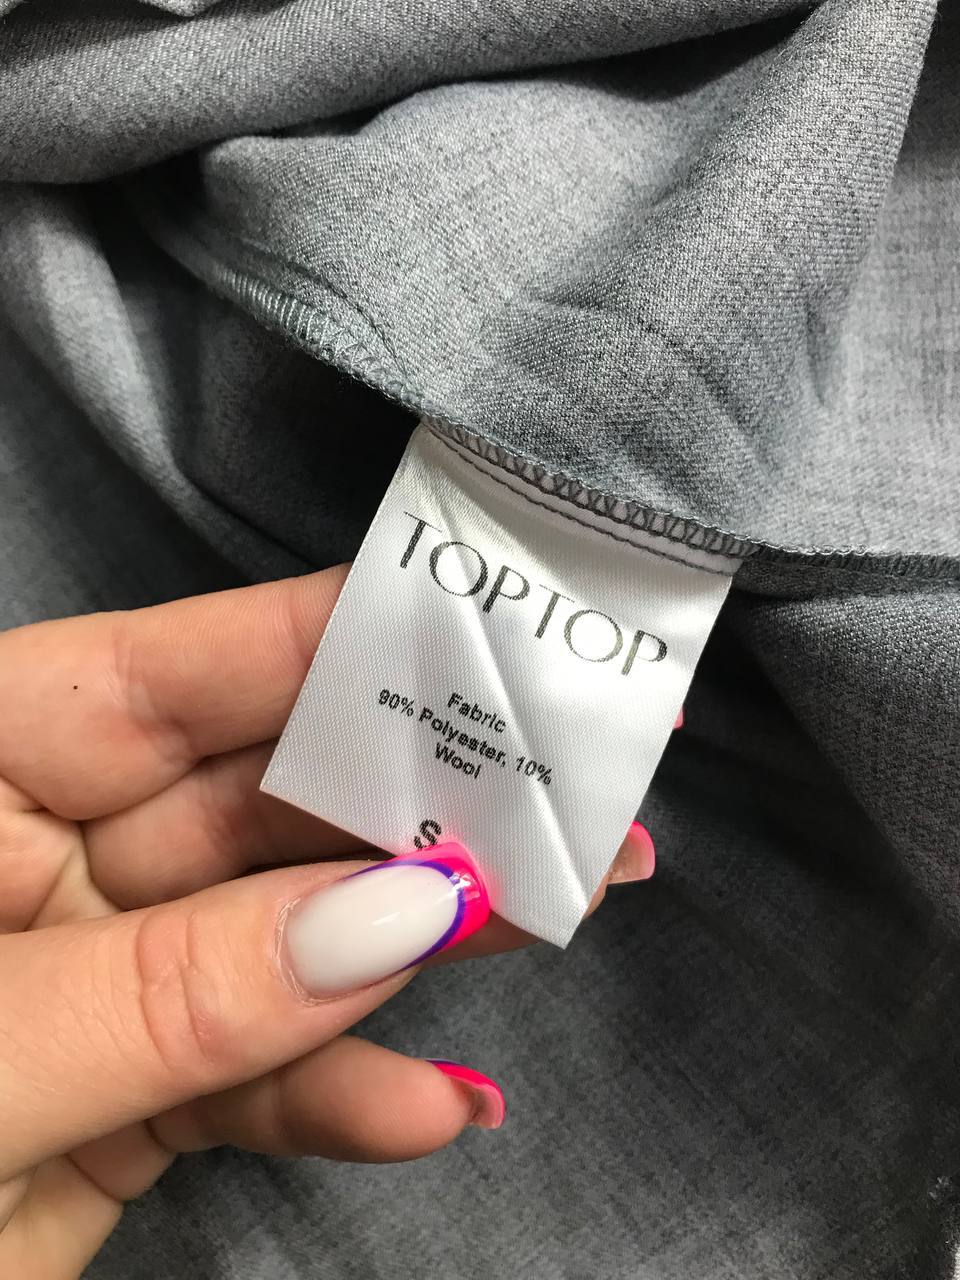 TOPTOP
Fabric
90% Polyester, 10%
Wool
S